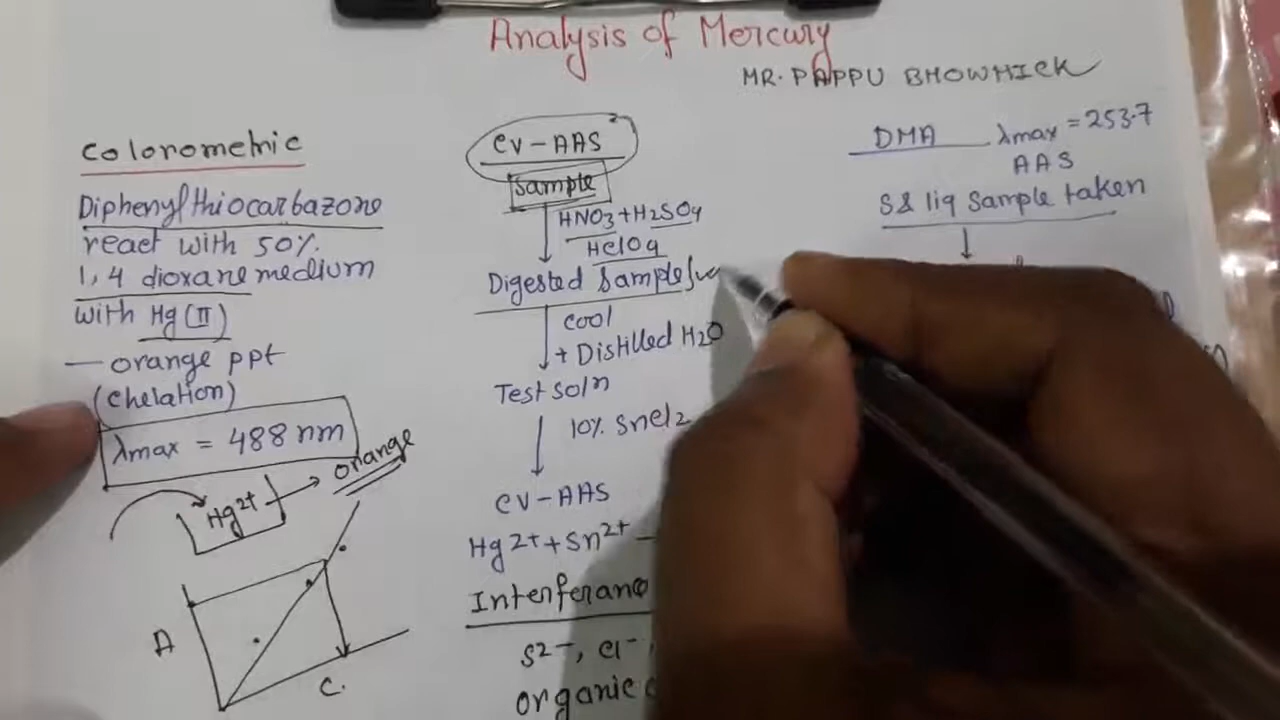 Analysis of Mercury
MR. PAPPU BHOWMICK
Colorometric
Diphenylthiocarbazone
react with 50%.
1,4 dioxane medium
with Hg(II)
— orange ppt
(chelation)
λmax = 488 nm
Hg2+ → orange
A
C.
CV-AAS
Sample
HNO3+H2SO4
HClO4
Digested Sample
cool
+ Distilled H2O
Test soln
10% SnCl2
CV-AAS
Hg2+ + Sn2+
Interferanc
S2-, Cl-,
organic
DMA λmax = 253.7
AAS
S & liq Sample taken